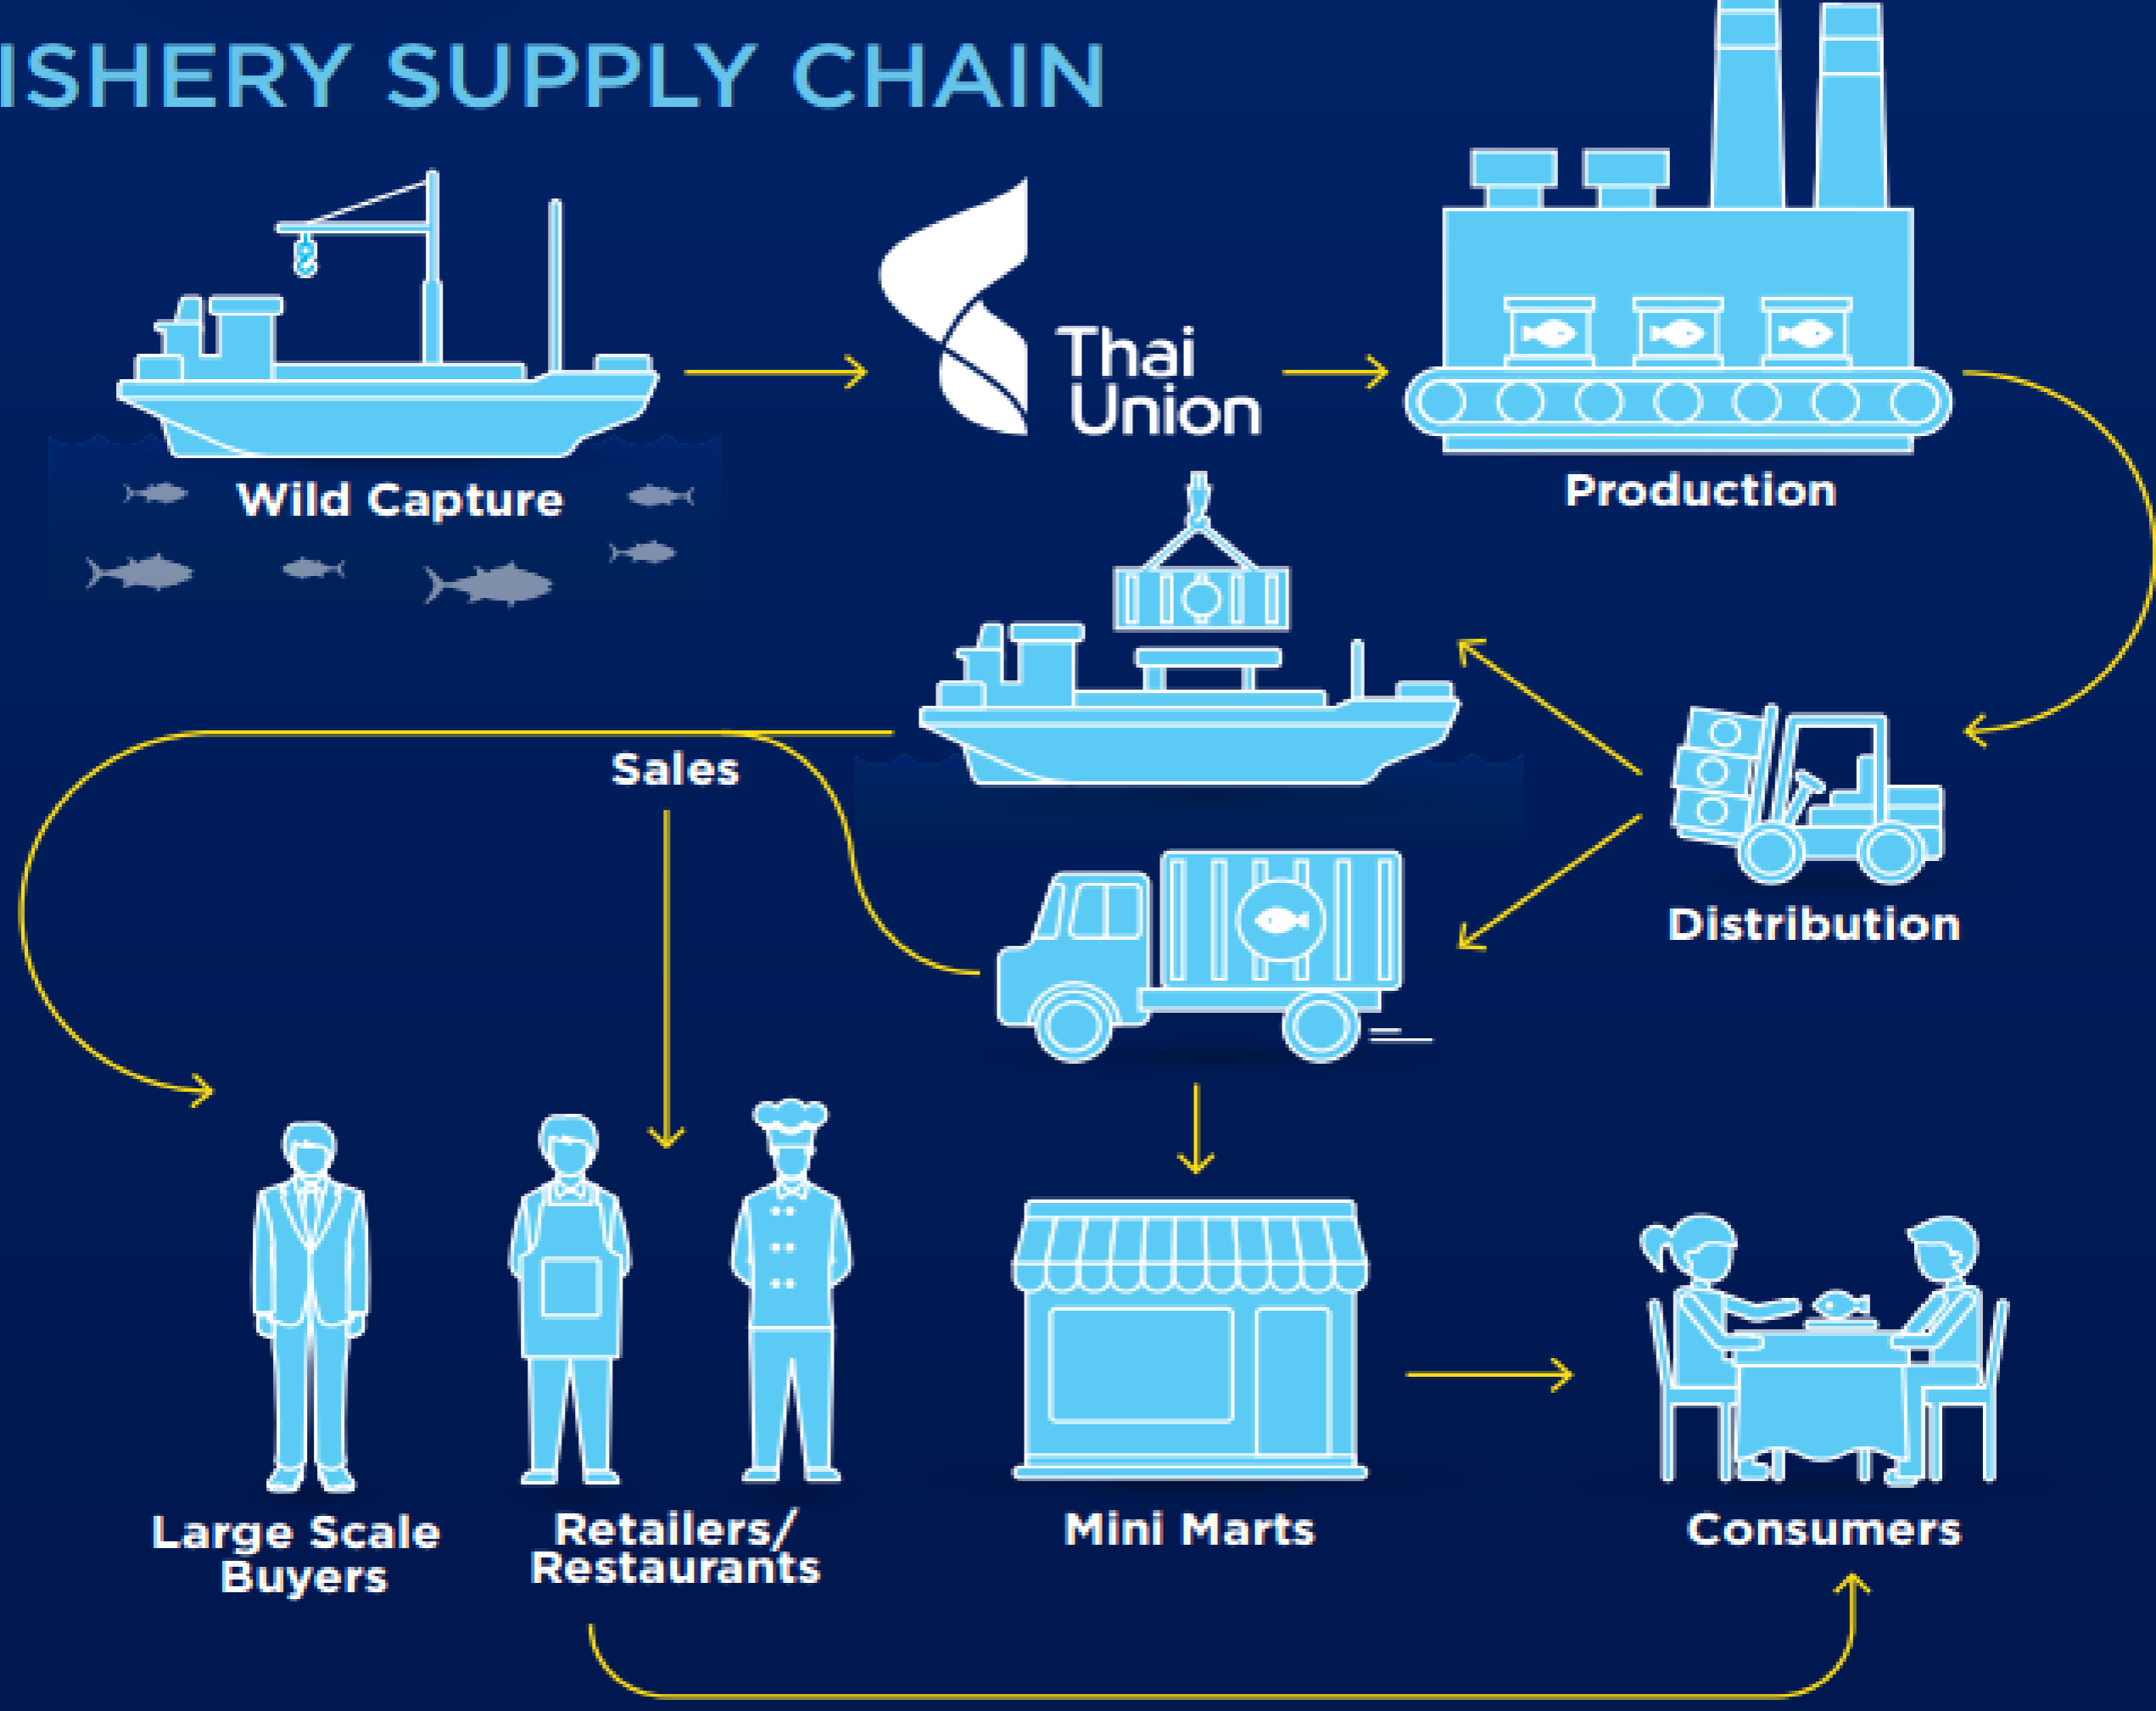 ISHERY SUPPLY CHAIN
Thai
Union
Wild Capture
Production
Sales
Distribution
Large Scale
Buyers
Retailers/
Restaurants
Mini Marts
Consumers